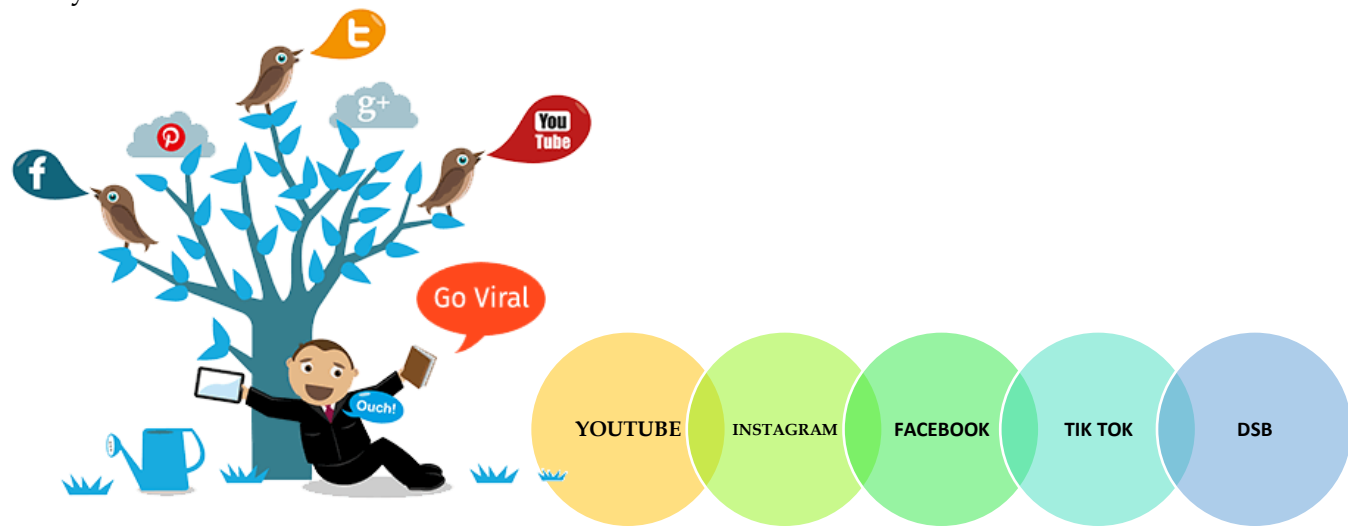 g+
You
Tube
Go Viral
Ouch!
YOUTUBE
INSTAGRAM
FACEBOOK
TIK TOK
DSB